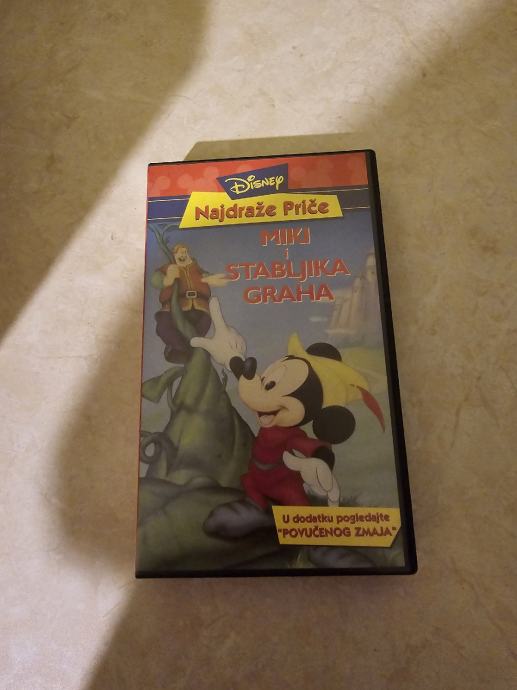 Disney
Najdraže Priče
MIKI
i
STABLJIKA
GRAHA
U dodatku pogledajte
"POVUČENOG ZMAJA"